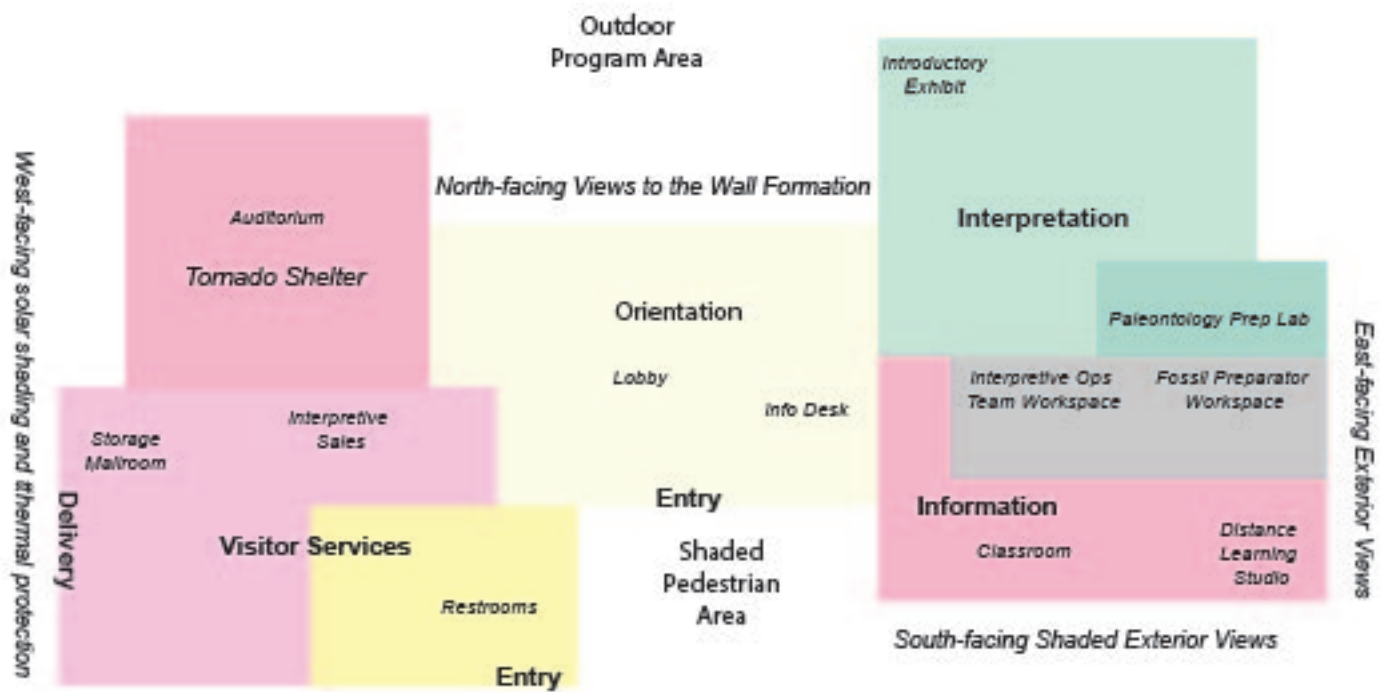 Outdoor
Program Area
Introductory
Exhibit
North-facing Views to the Wall Formation
Auditorium
Tornado Shelter
Interpretation
Orientation
Paleontology Prep Lab
Lobby
Info Desk
Interpretive Ops
Team Workspace
Fossil Preparator
Workspace
West-facing solar shading and #thermal protection
East-facing Exterior Views
Storage
Mailroom
Interpretive
Sales
Delivery
Entry
Information
Visitor Services
Shaded
Pedestrian
Area
Classroom
Distance
Learning
Studio
Restrooms
South-facing Shaded Exterior Views
Entry